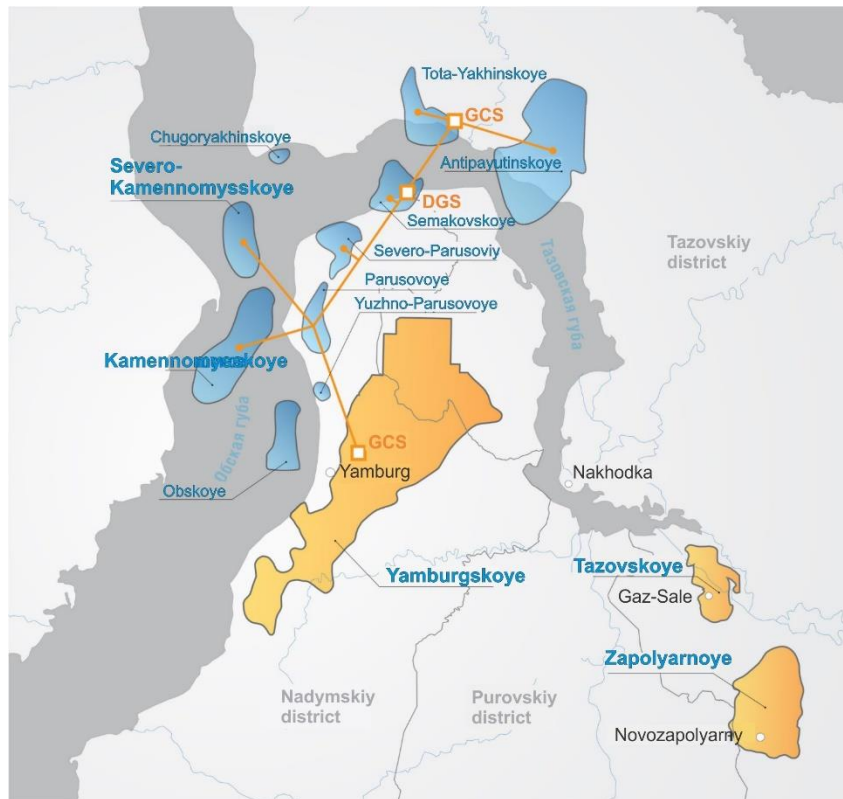 Tota-Yakhinskoye
GCS
Chugoryakhinskoye
Antipayutinskoye
Severo-
Kamennomysskoye
DGS
Semakovskoye
Severo-Parusoviy
Tazovskiy
district
Parusovoye
Yuzhno-Parusovoye
Тазовская губа
Kamennomysskoye
Обская губа
GCS
Yamburg
Nakhodka
Obskoye
Yamburgskoye
Tazovskoye
Gaz-Sale
Zapolyarnoye
Nadymskiy
district
Purovskiy
district
Novozapolyarny